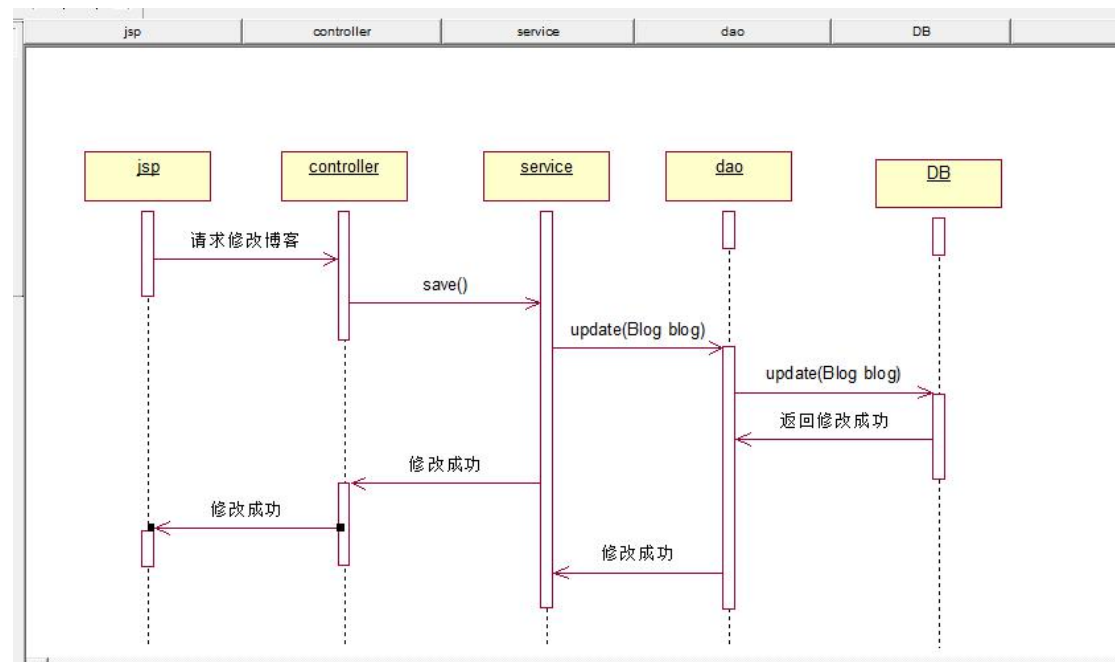 jsp
controller
service
dao
DB
jsp
controller
service
dao
DB
请求修改博客
save()
update(Blog blog)
update(Blog blog)
返回修改成功
修改成功
修改成功
修改成功